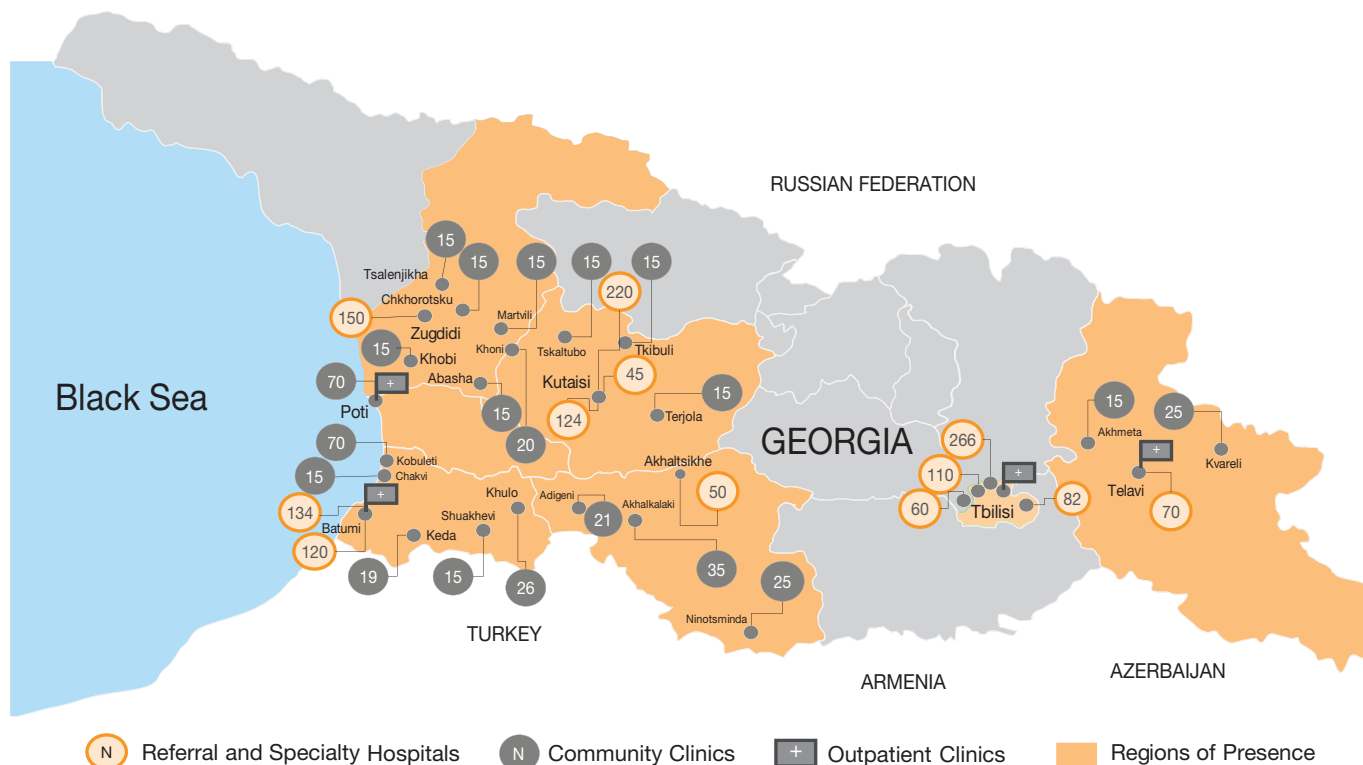 RUSSIAN FEDERATION
15
15
15
15
15
220
Tsalenjikha
Chkhorotsku
150
Zugdidi
Martvili
15
Khobi
Khoni
Tskaltubo
Tkibuli
70
+
Abasha
Kutaisi
45
Black Sea
Poti
15
124
Terjola
15
20
GEORGIA
266
15
25
Akhmeta
+
Kvareli
Telavi
70
70
Kobuleti
15
Chakvi
+
134
Batumi
120
Keda
Shuakhevi
Khulo
Adigeni
21
Akhaltsikhe
50
Akhalkalaki
110
60
+
Tbilisi
82
19
15
26
35
25
Ninotsminda
TURKEY
ARMENIA
AZERBAIJAN
N Referral and Specialty Hospitals
N Community Clinics
+ Outpatient Clinics
Regions of Presence